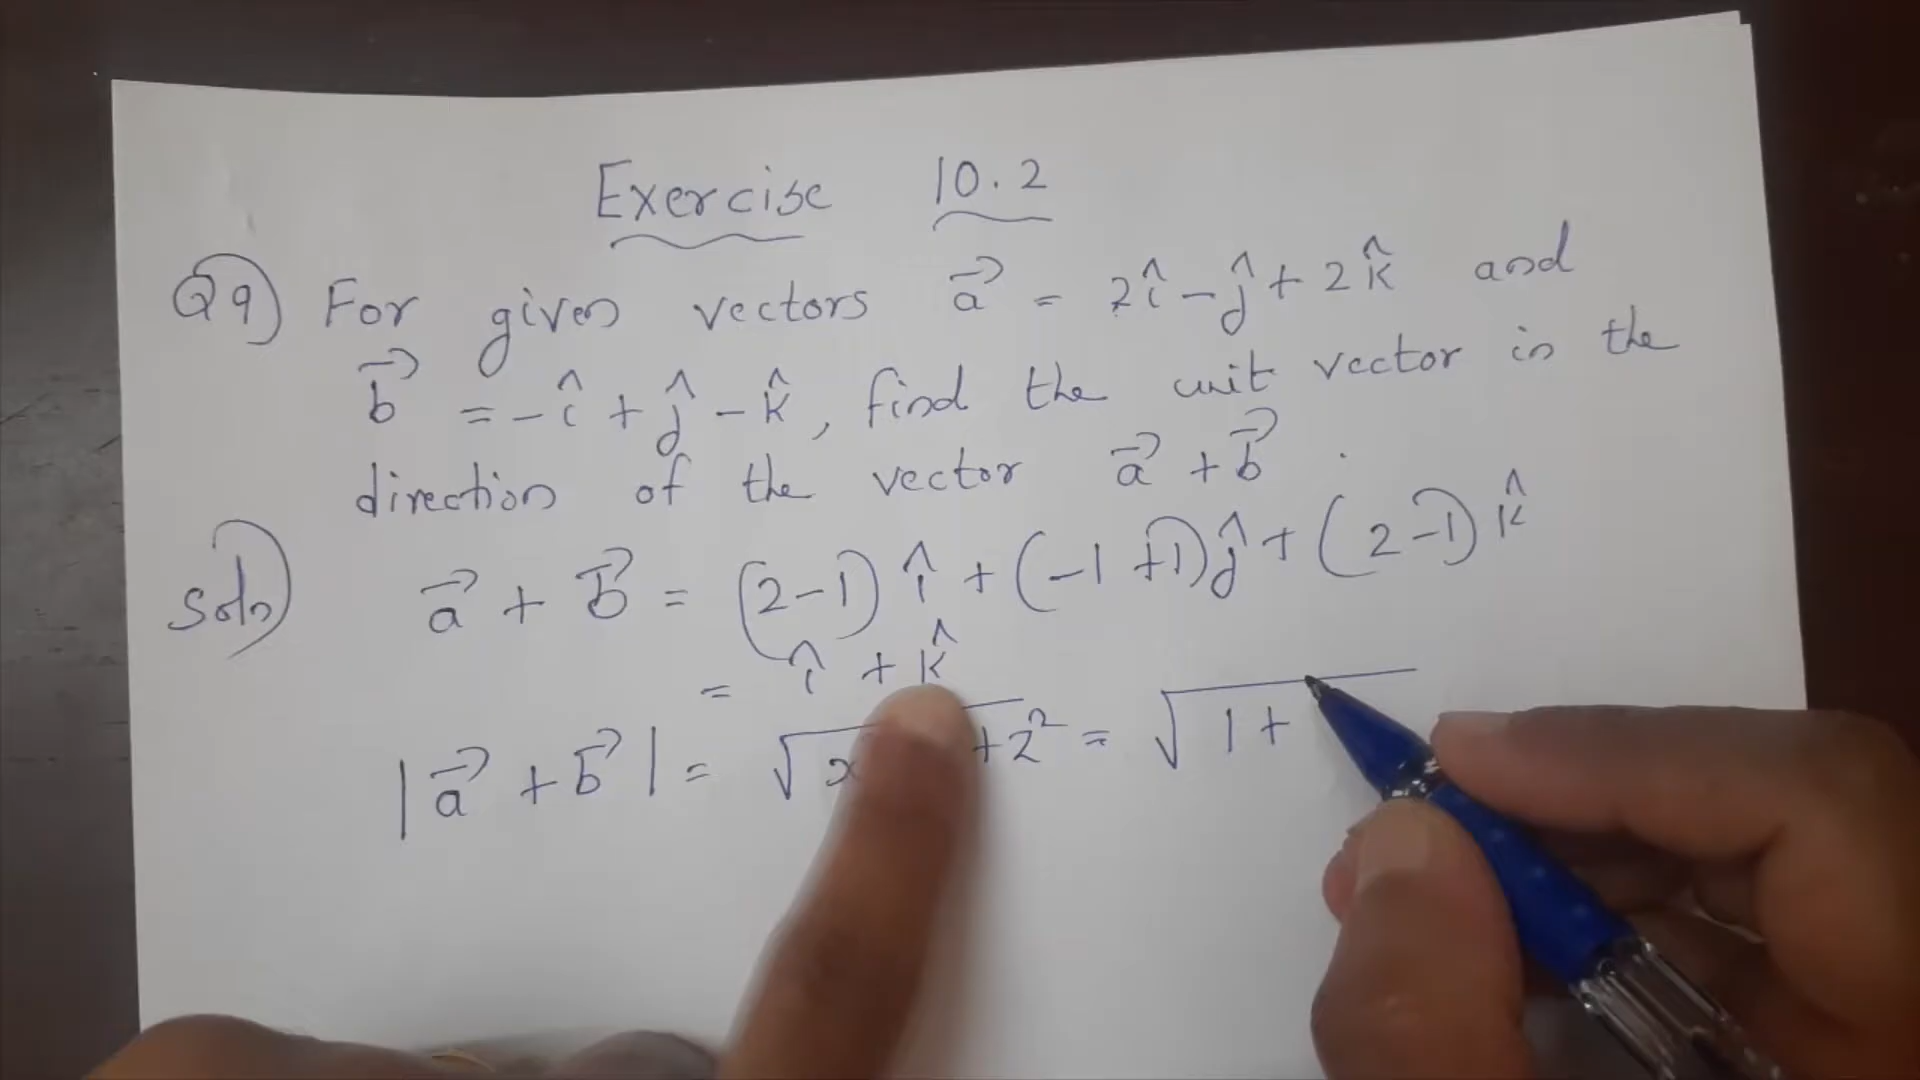 Exercise 10.2
Q9) For given vectors a⃗ = 2î - ĵ + 2k̂ and
b⃗ = -î + ĵ - k̂, find the unit vector in the
direction of the vector a⃗ + b⃗.
Soln) a⃗ + b⃗ = (2-1)î + (-1+1)ĵ + (2-1)k̂
= î + k̂
|a⃗ + b⃗| = √x +z² = √1+